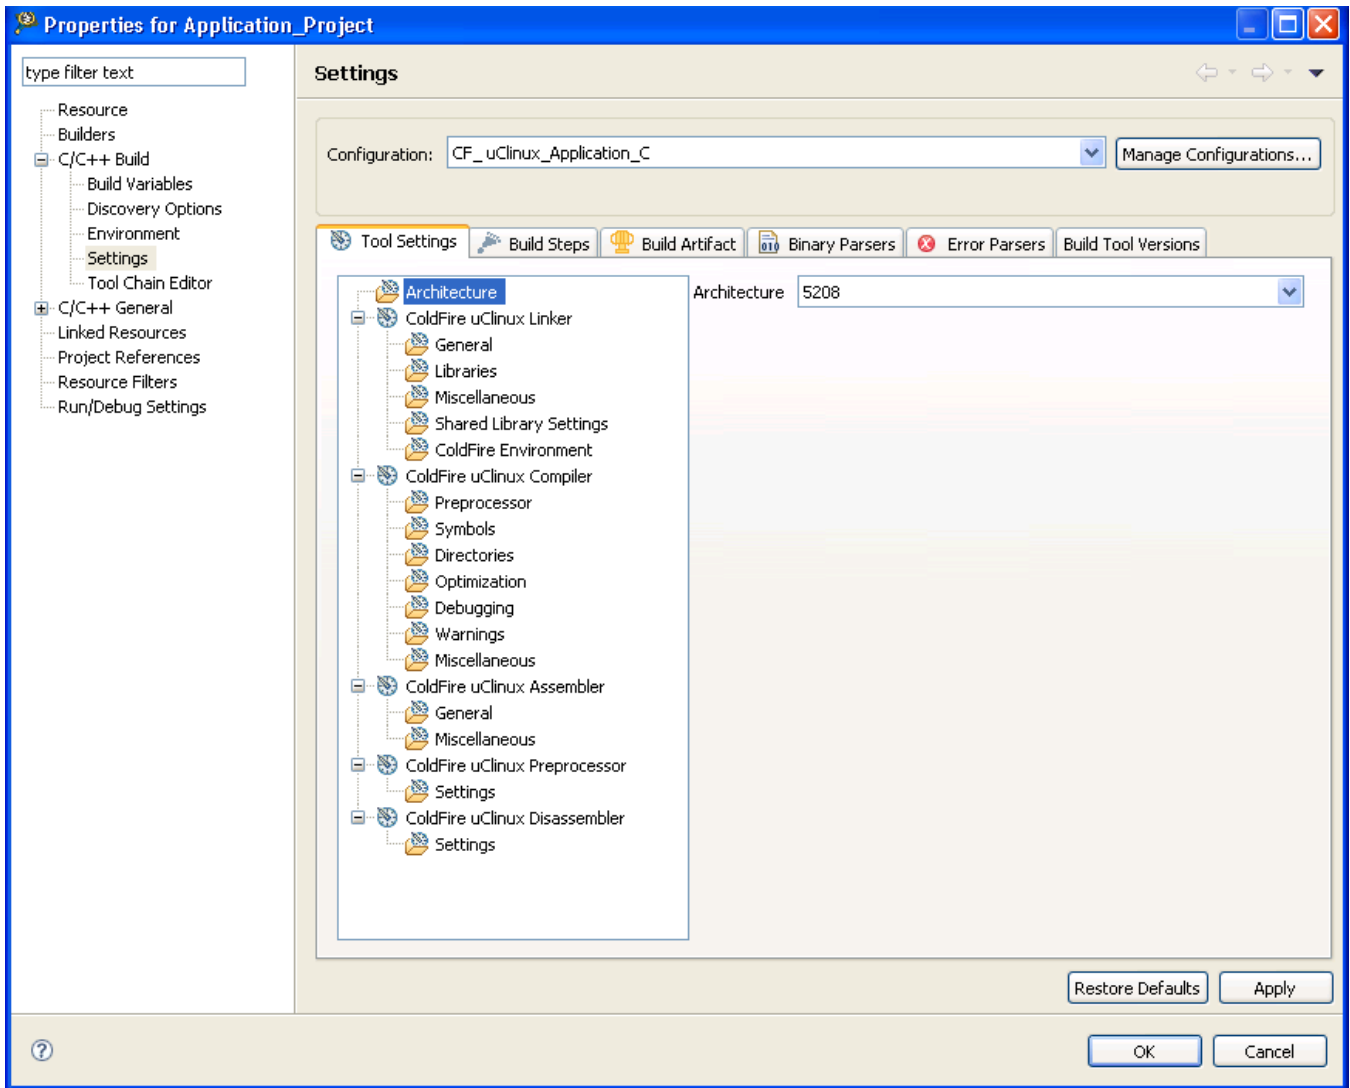 Properties for Application_Project
type filter text
Resource
Builders
C/C++ Build
Build Variables
Discovery Options
Environment
Settings
Tool Chain Editor
C/C++ General
Linked Resources
Project References
Resource Filters
Run/Debug Settings
Settings
Configuration: CF_ uClinux_Application_C Manage Configurations...
Tool Settings Build Steps Build Artifact Binary Parsers Error Parsers Build Tool Versions
Architecture
ColdFire uClinux Linker
General
Libraries
Miscellaneous
Shared Library Settings
ColdFire Environment
ColdFire uClinux Compiler
Preprocessor
Symbols
Directories
Optimization
Debugging
Warnings
Miscellaneous
ColdFire uClinux Assembler
General
Miscellaneous
ColdFire uClinux Preprocessor
Settings
ColdFire uClinux Disassembler
Settings
Architecture 5208
Restore Defaults Apply
? OK Cancel